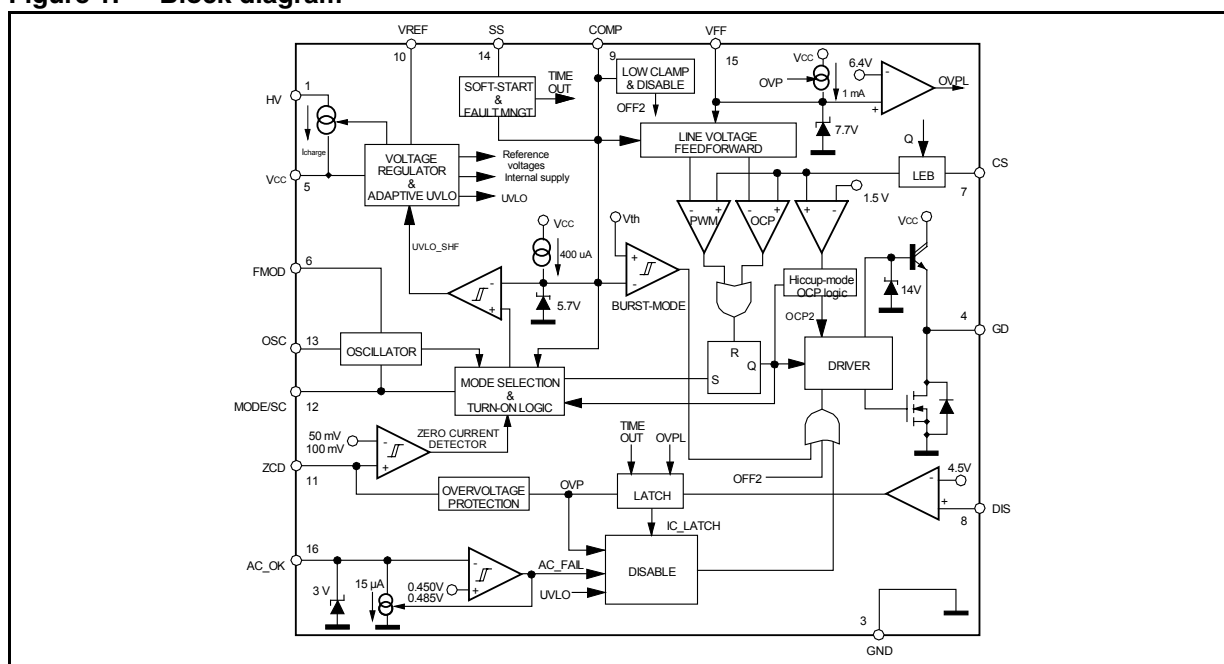 Figure 1. Block diagram
VREF
10
SS
14
COMP
9
VFF
15
HV
1
Icharge
VCC
5
SOFT-START
&
FAULT MNGT
TIME
OUT
LOW CLAMP
& DISABLE
OFF2
VCC
OVP
1 mA
6.4V
-
+
OVPL
7.7V
LINE VOLTAGE
FEEDFORWARD
Q
LEB
CS
7
VOLTAGE
REGULATOR
&
ADAPTIVE UVLO
Reference
voltages
Internal supply
UVLO
- +
PWM
- +
OCP
+ -
1.5 V
UVLO_SHF
VCC
400 uA
5.7V
-
+
Vth
+
-
BURST-MODE
Hiccup-mode
OCP logic
OCP2
VCC
14V
4
GD
FMOD
6
OSC
13
OSCILLATOR
MODE/SC
12
MODE SELECTION
&
TURN-ON LOGIC
R
S
Q
DRIVER
50 mV
100 mV
-
+
ZERO CURRENT
DETECTOR
ZCD
11
TIME
OUT
OVPL
OFF2
OVERVOLTAGE
PROTECTION
OVP
LATCH
4.5V
-
+
8
DIS
IC_LATCH
AC_OK
16
3 V
15 µA
0.450V
0.485V
-
+
AC_FAIL
UVLO
DISABLE
3
GND